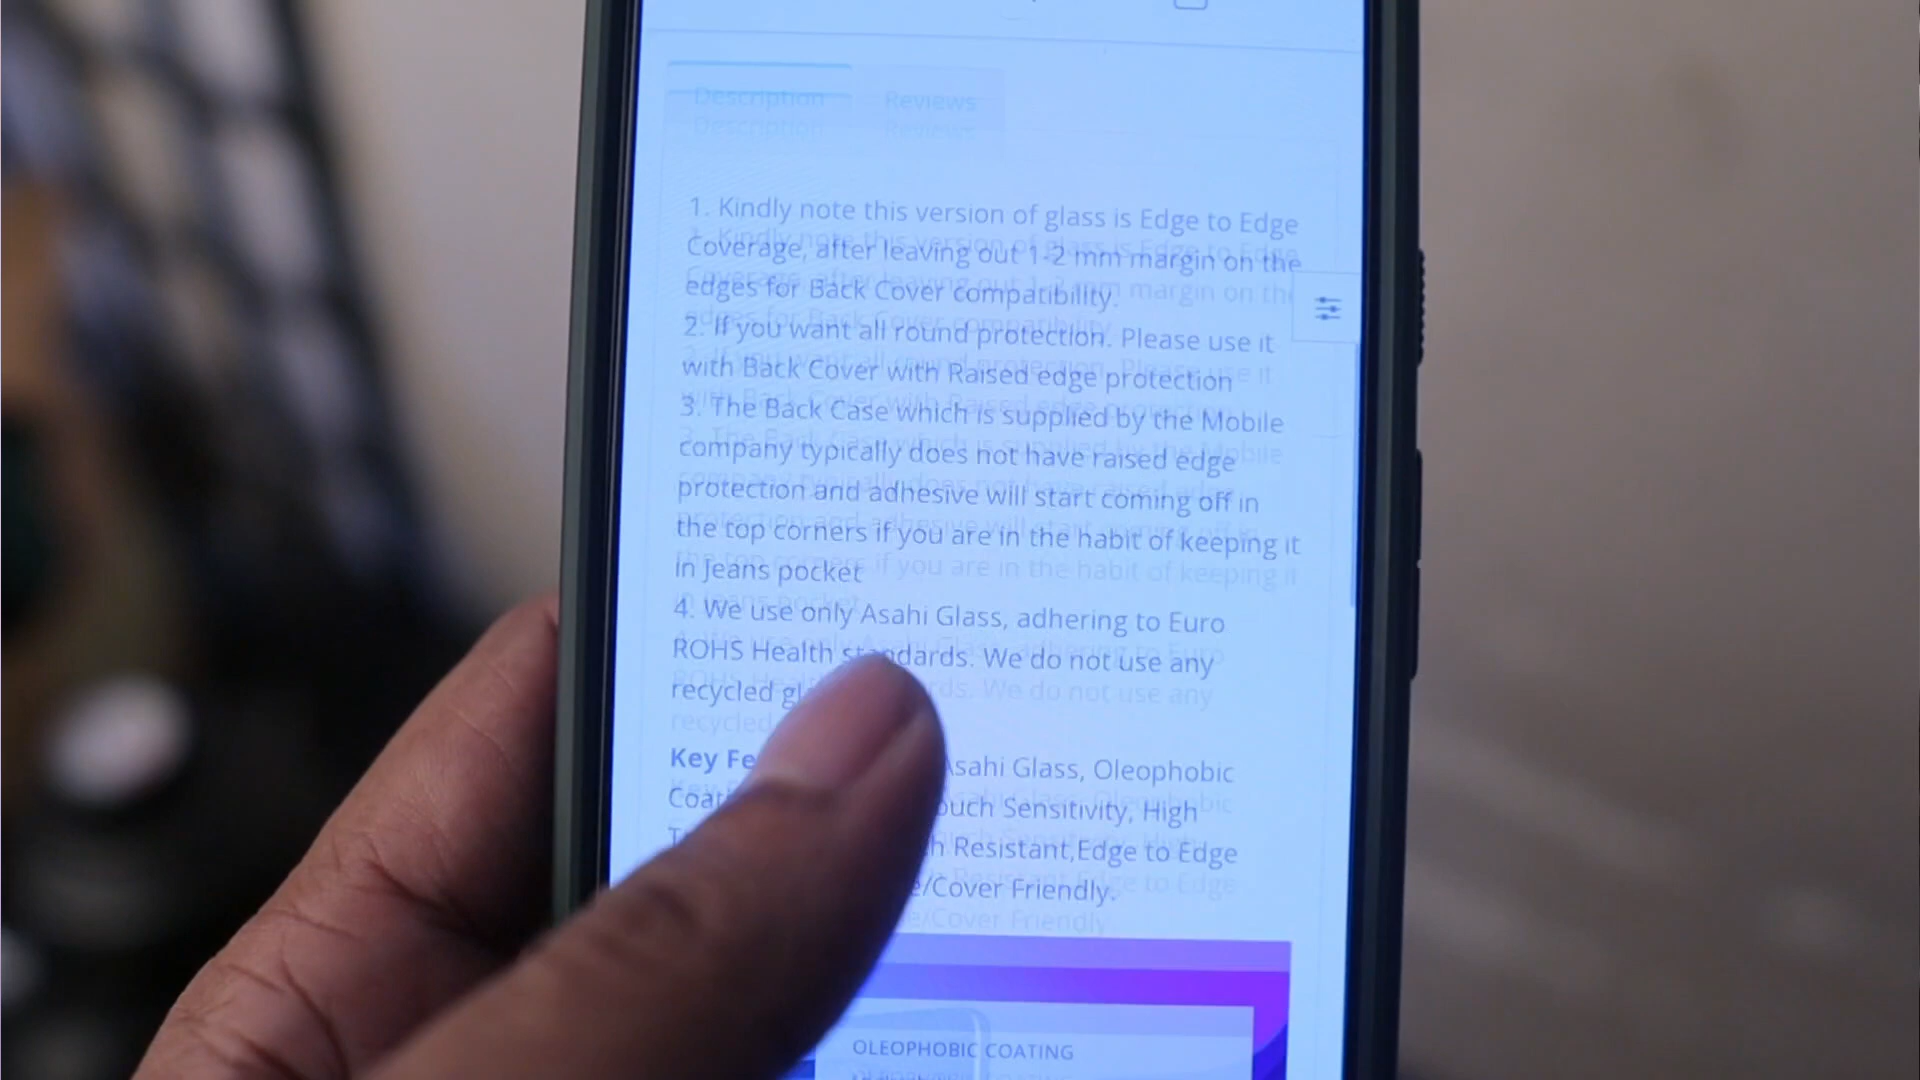 Description Reviews
1. Kindly note this version of glass is Edge to Edge
Coverage, after leaving out 1-2 mm margin on the
edges for Back Cover compatibility.
2. If you want all round protection. Please use it
with Back Cover with Raised edge protection
3. The Back Case which is supplied by the Mobile
company typically does not have raised edge
protection and adhesive will start coming off in
the top corners if you are in the habit of keeping it
in Jeans pocket
4. We use only Asahi Glass, adhering to Euro
ROHS Health standards. We do not use any
recycled
Key Asahi Glass, Oleophobic
Sensitivity, High
Resistant,Edge to Edge
/Cover Friendly.
OLEOPHOBIC COATING